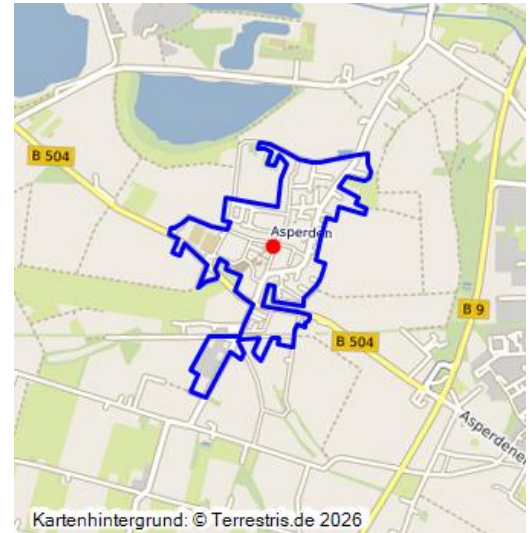 B 504
Asperden
B 9
B 504
Asperdener
Kartenhintergrund: © Terrestris.de 2026